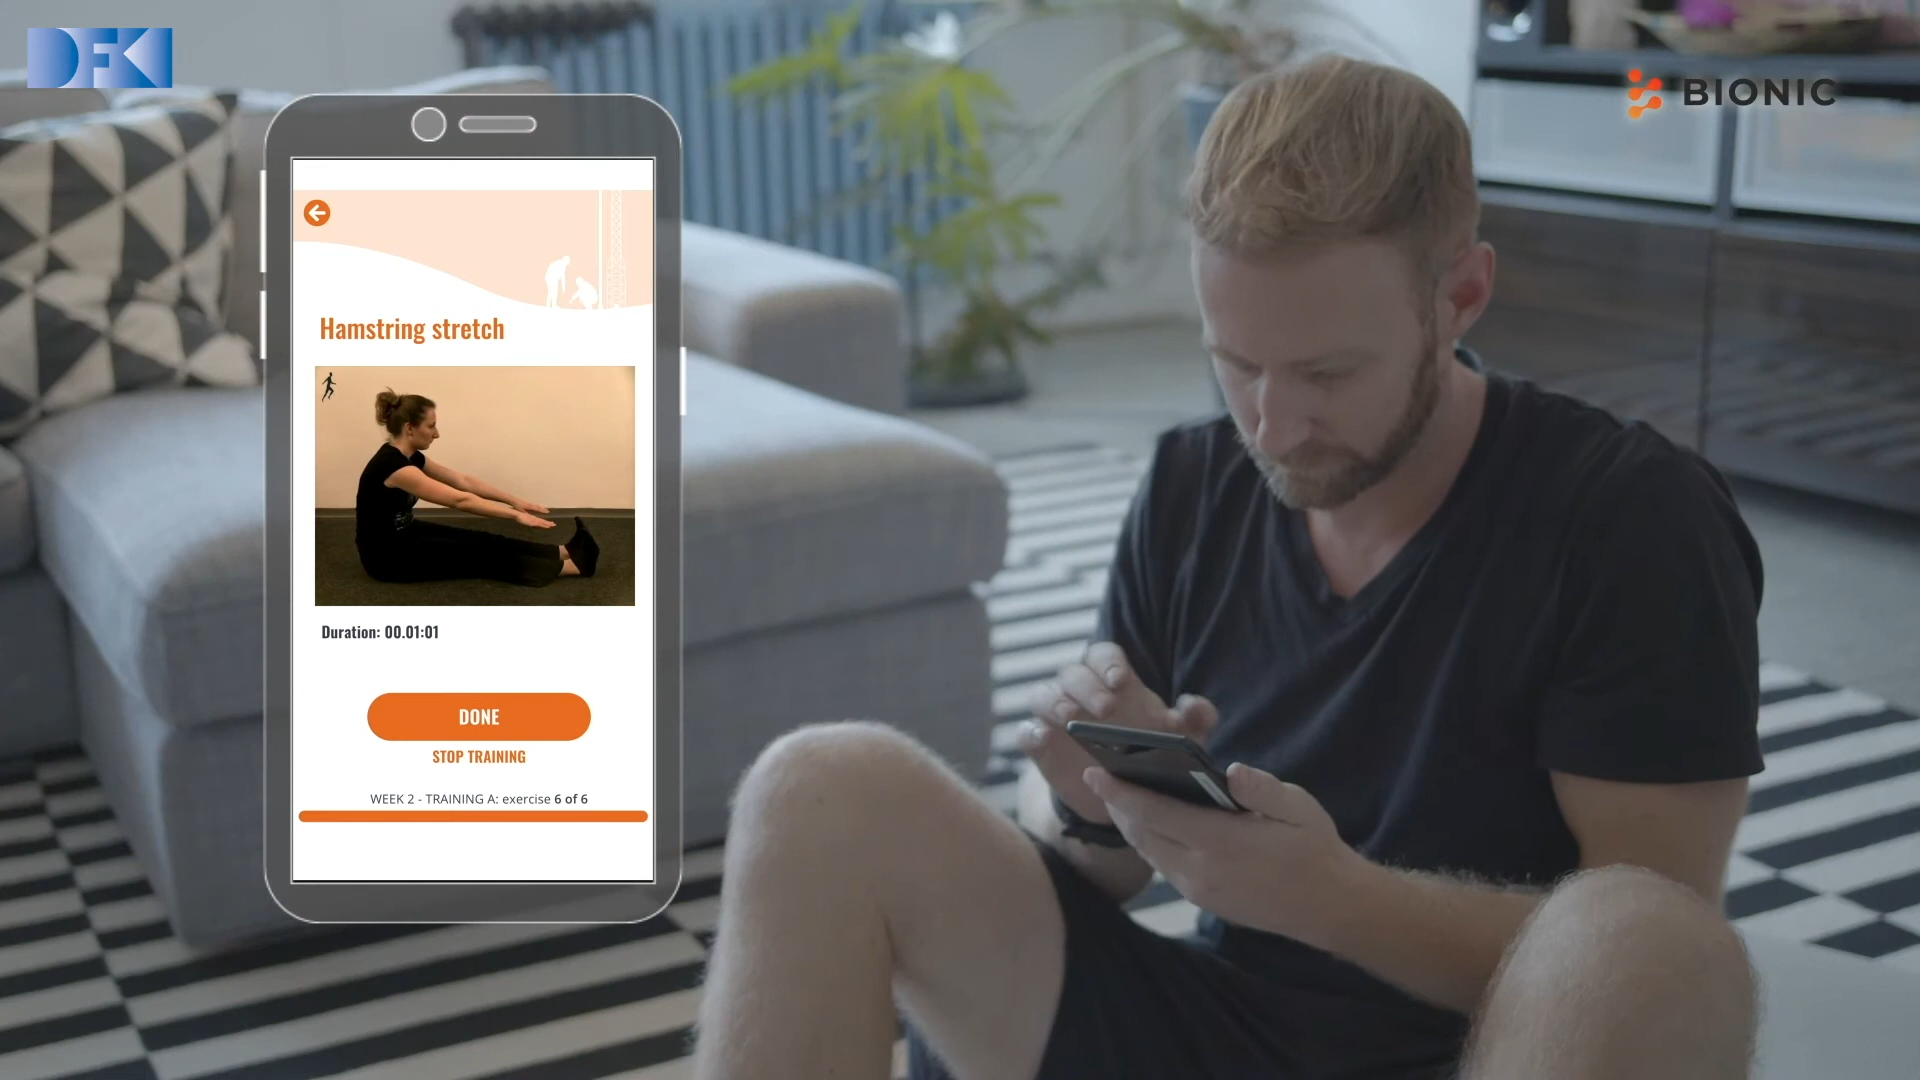 DFKI
BIONIC
Hamstring stretch
Duration: 00.01:01
DONE
STOP TRAINING
WEEK 2 - TRAINING A: exercise 6 of 6